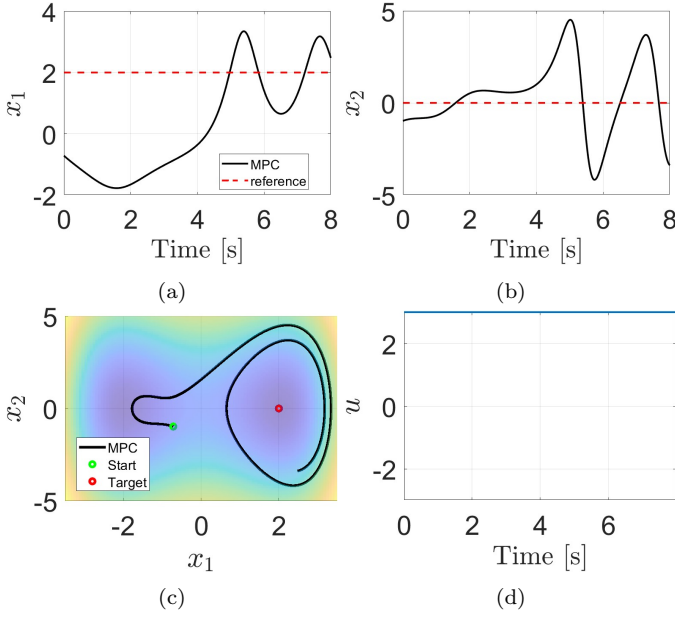 4
2
0
-2
x₁
0 2 4 6 8
Time [s]
MPC
reference
(a)
5
0
-5
x₂
0 2 4 6 8
Time [s]
(b)
5
0
-5
x₂
-2 0 2
x₁
MPC
Start
Target
(c)
2
0
-2
u
0 2 4 6
Time [s]
(d)